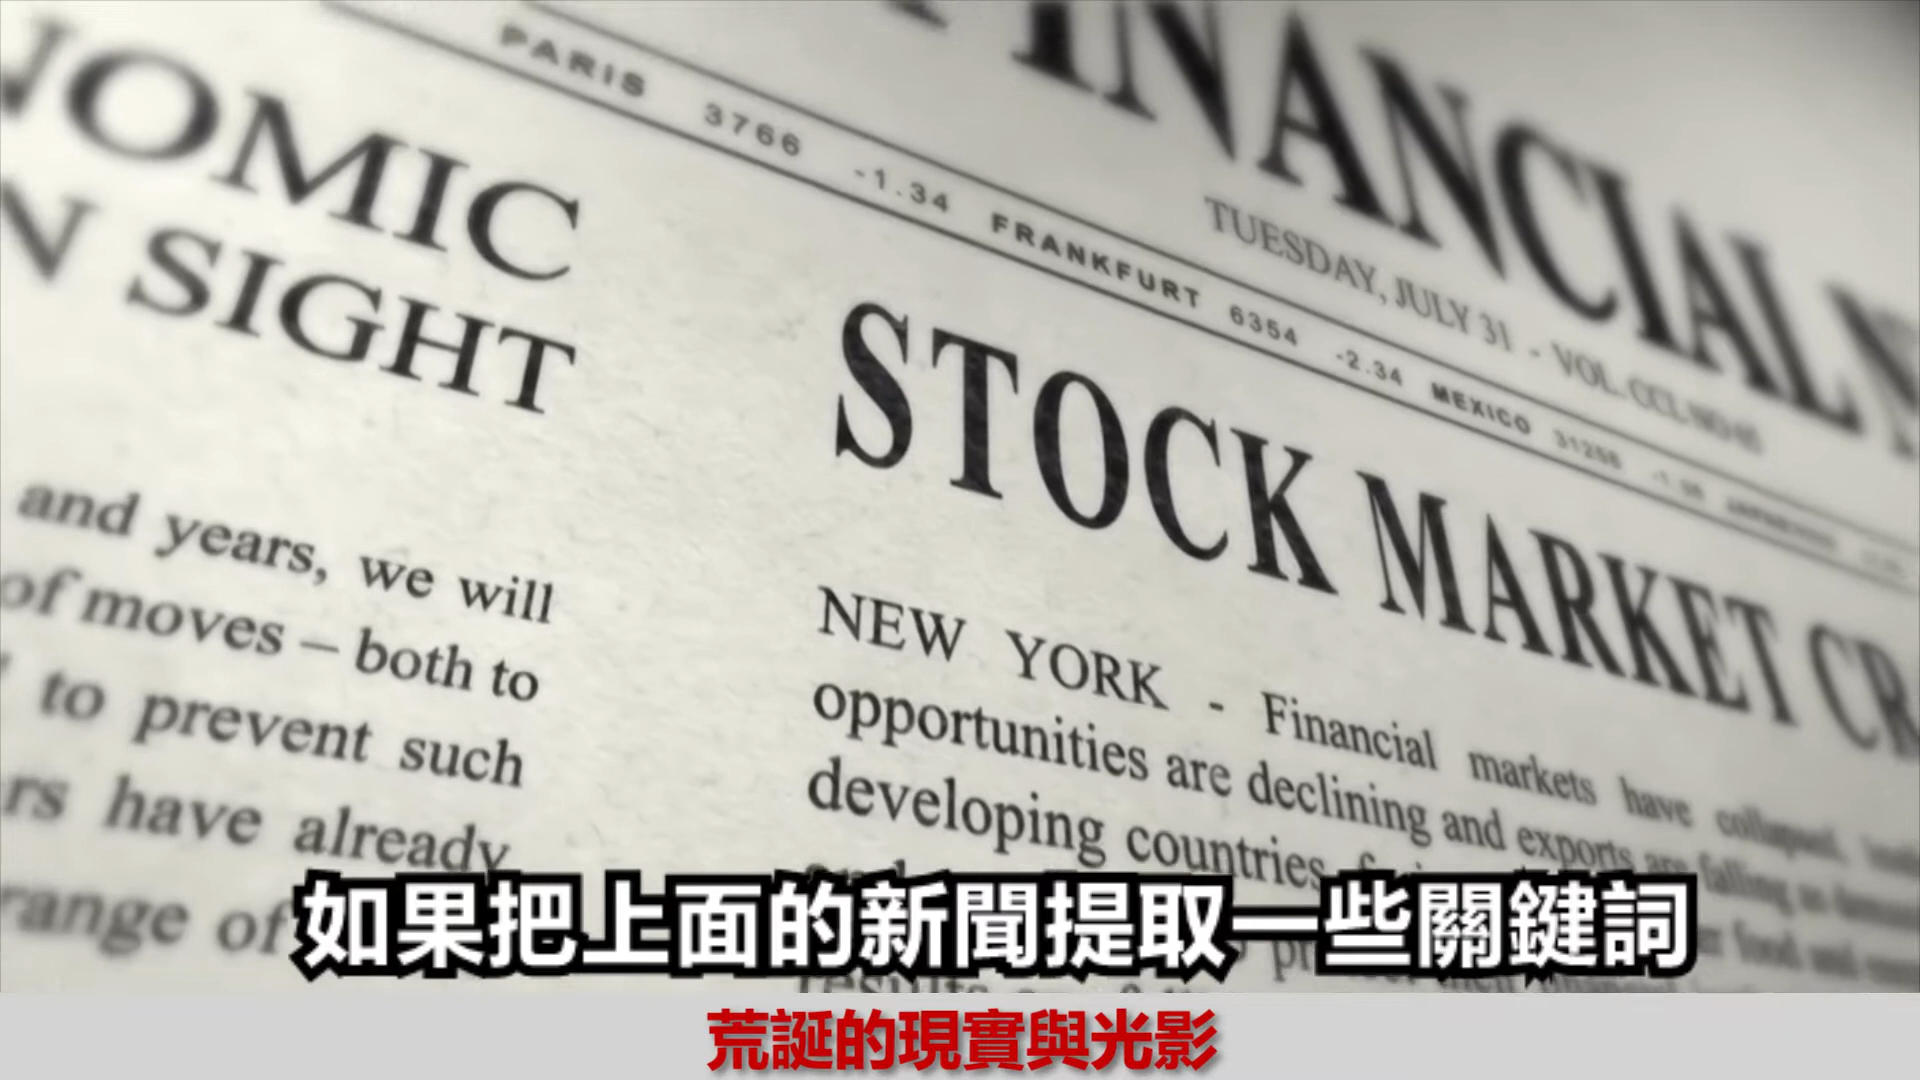 FINANCIAL
TUESDAY, JULY 31 - VOL.
PARIS 3766 -1.34 FRANKFURT 6354 -2.34 MEXICO
NOMIC
N SIGHT
and years, we will
of moves – both to
to prevent such
rs have already
range of
STOCK MARKET CR
NEW YORK - Financial markets have
opportunities are declining and exports are falling
developing countries
如果把上面的新聞提取一些關鍵詞
荒誕的現實與光影